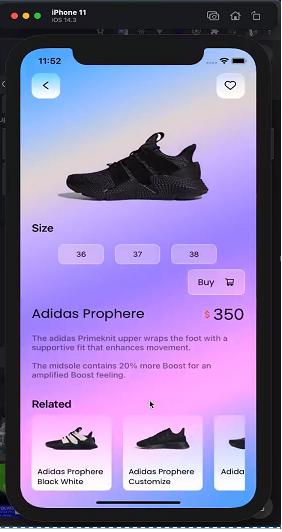 iPhone 11
iOS 14.3
11:52
Size
36
37
38
Buy
Adidas Prophere
$ 350
The adidas Primeknit upper wraps the foot with a
supportive fit that enhances movement.
The midsole contains 20% more Boost for an
amplified Boost feeling.
Related
Adidas Prophere
Black White
Adidas Prophere
Customize
Adida